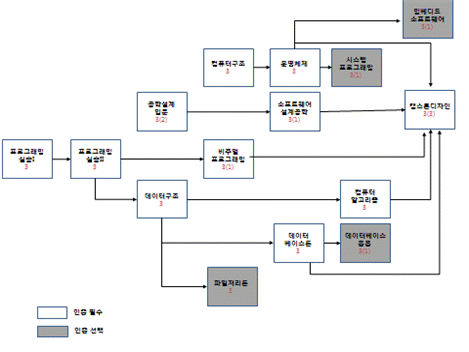 임베디드
소프트웨어
3(1)
컴퓨터구조
3
운영체제
3
시스템
프로그래밍
3(1)
공학설계
입문
3(2)
소프트웨어
설계공학
3(1)
캡스톤디자인
3(3)
프로그래밍
실습I
3
프로그래밍
실습II
3
비주얼
프로그래밍
3(1)
데이터구조
3
컴퓨터
알고리즘
3
데이터
베이스론
3
데이터베이스
응용
3(1)
파일처리론
3
인증 필수
인증 선택